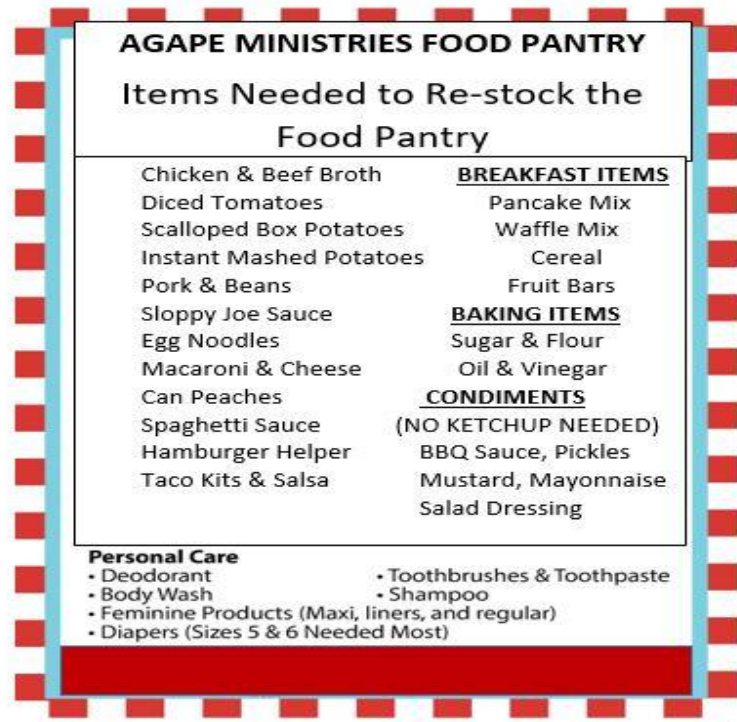 AGAPE MINISTRIES FOOD PANTRY
Items Needed to Re-stock the
Food Pantry
Chicken & Beef Broth
Diced Tomatoes
Scalloped Box Potatoes
Instant Mashed Potatoes
Pork & Beans
Sloppy Joe Sauce
Egg Noodles
Macaroni & Cheese
Can Peaches
Spaghetti Sauce
Hamburger Helper
Taco Kits & Salsa
BREAKFAST ITEMS
Pancake Mix
Waffle Mix
Cereal
Fruit Bars
BAKING ITEMS
Sugar & Flour
Oil & Vinegar
CONDIMENTS
(NO KETCHUP NEEDED)
BBQ Sauce, Pickles
Mustard, Mayonnaise
Salad Dressing
Personal Care
• Deodorant
• Body Wash
• Toothbrushes & Toothpaste
• Shampoo
• Feminine Products (Maxi, liners, and regular)
• Diapers (Sizes 5 & 6 Needed Most)